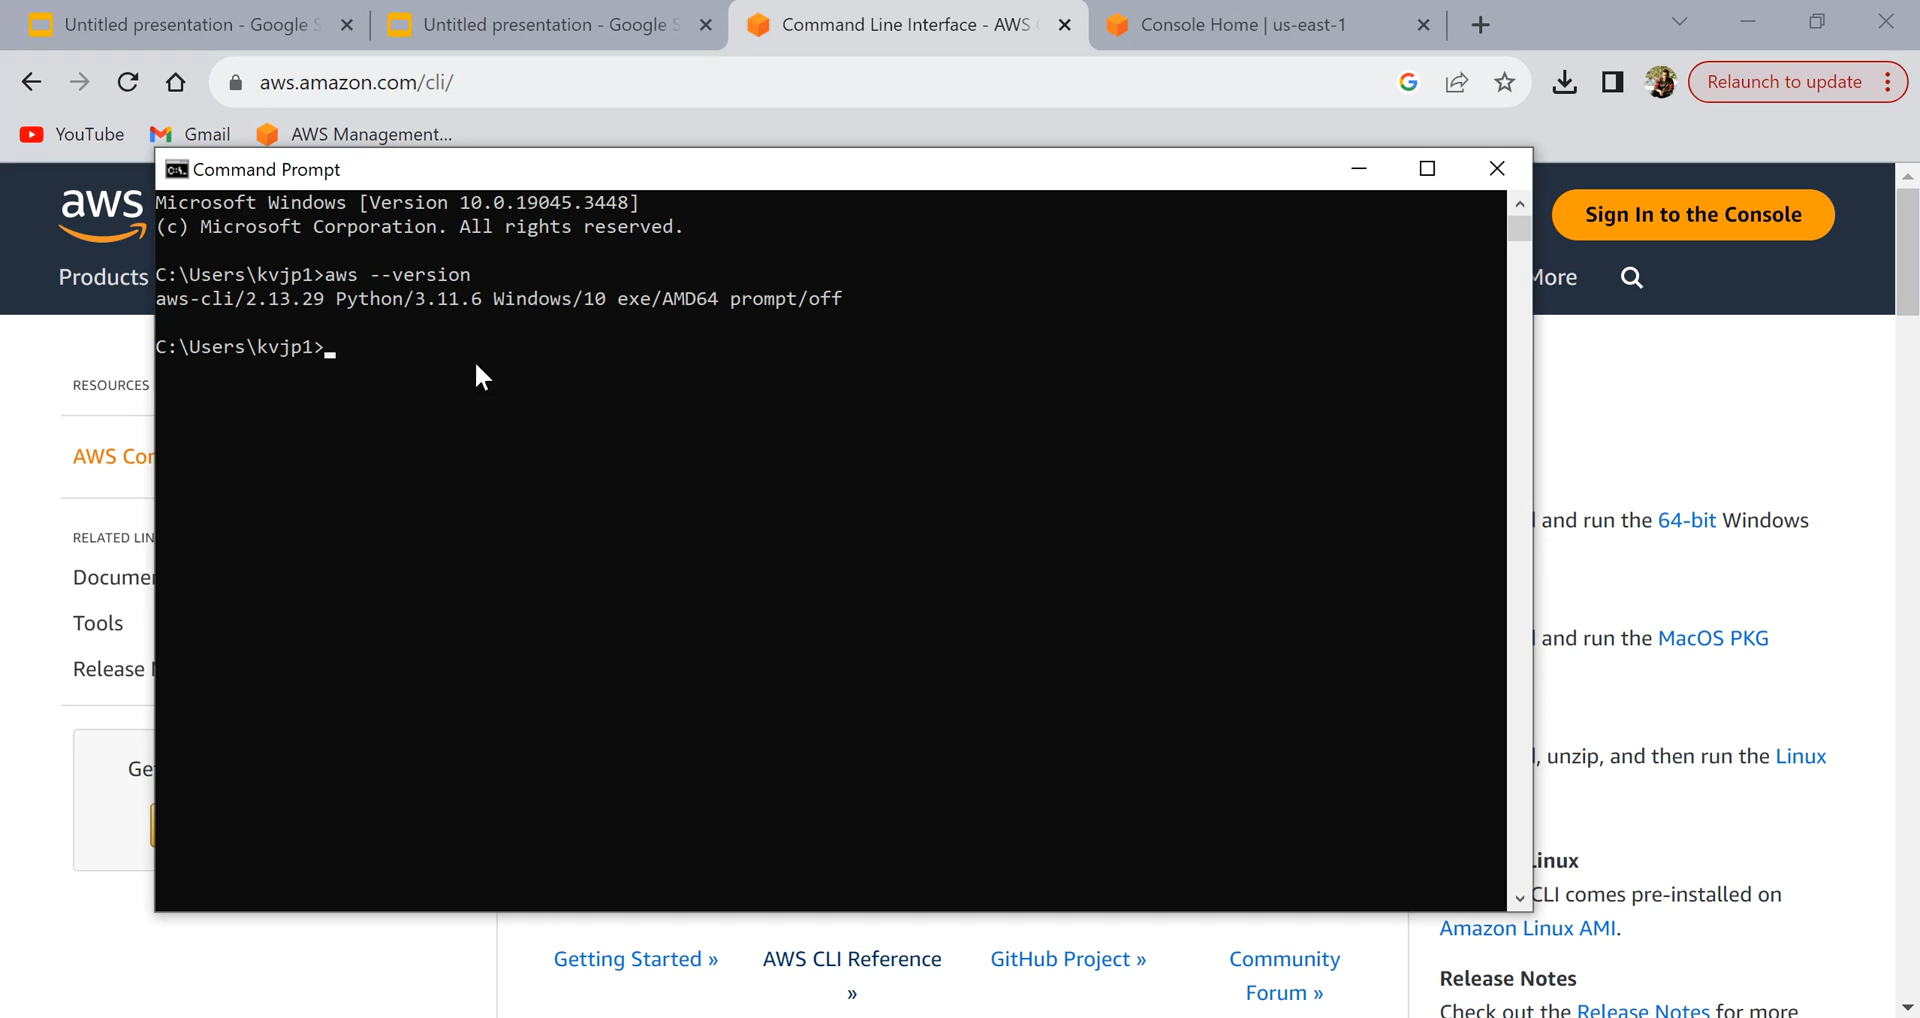 Untitled presentation - Google S
Untitled presentation - Google S
Command Line Interface - AWS
Console Home | us-east-1
aws.amazon.com/cli/
Relaunch to update
YouTube
Gmail
AWS Management...
Command Prompt
Microsoft Windows [Version 10.0.19045.3448]
(c) Microsoft Corporation. All rights reserved.
C:\Users\kvjp1>aws --version
aws-cli/2.13.29 Python/3.11.6 Windows/10 exe/AMD64 prompt/off
C:\Users\kvjp1>
aws
Sign In to the Console
Products
More
RESOURCES
AWS Cor
RELATED LIN
Documen
Tools
Release N
Ge
and run the 64-bit Windows
and run the MacOS PKG
, unzip, and then run the Linux
Linux
CLI comes pre-installed on
Amazon Linux AMI.
Release Notes
Check out the Release Notes for more
Getting Started »
AWS CLI Reference
»
GitHub Project »
Community
Forum »